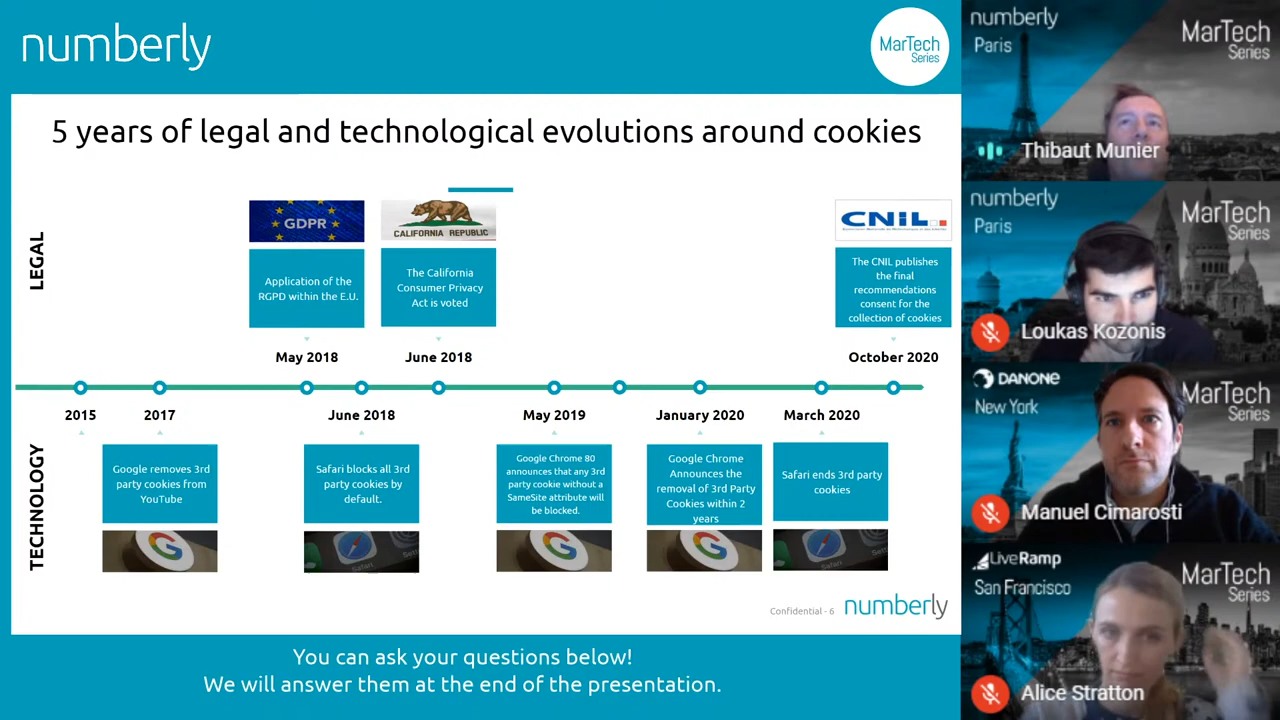 numberly
MarTech
Series
5 years of legal and technological evolutions around cookies
LEGAL
GDPR
CALIFORNIA REPUBLIC
CNIL
Application of the
RGPD within the E.U.
The California
Consumer Privacy
Act is voted
The CNIL publishes
the final
recommendations
consent for the
collection of cookies
May 2018
June 2018
October 2020
2015
2017
June 2018
May 2019
January 2020
March 2020
TECHNOLOGY
Google removes 3rd
party cookies from
YouTube
Safari blocks all 3rd
party cookies by
default.
Google Chrome 80
announces that any 3rd
party cookie without a
SameSite attribute will
be blocked.
Google Chrome
Announces the
removal of 3rd Party
Cookies within 2
years
Safari ends 3rd party
cookies
G
Safari
G
G
Safari
Confidential - 6
numberly
You can ask your questions below!
We will answer them at the end of the presentation.
numberly
Paris
MarTech
Series
Thibaut Munier
numberly
Paris
MarTech
Series
Loukas Kozonis
DANONE
New York
MarTech
Series
Manuel Cimarosti
LiveRamp
San Francisco
MarTech
Series
Alice Stratton